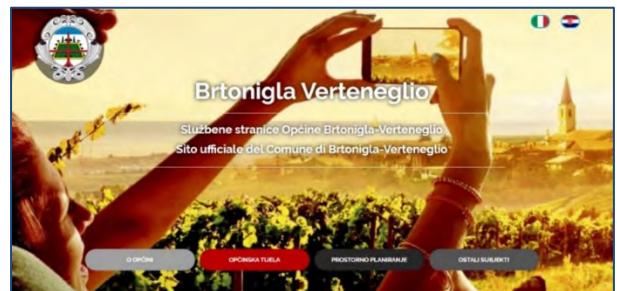 Brtonigla Verteneglio
Službene stranice Općine Brtonigla-Verteneglio
Sito ufficiale del Comune di Brtonigla-Verteneglio
O OPĆINI
OPĆINSKA TIJELA
PROSTORNO PLANIRANJE
OSTALI SUBJEKTI